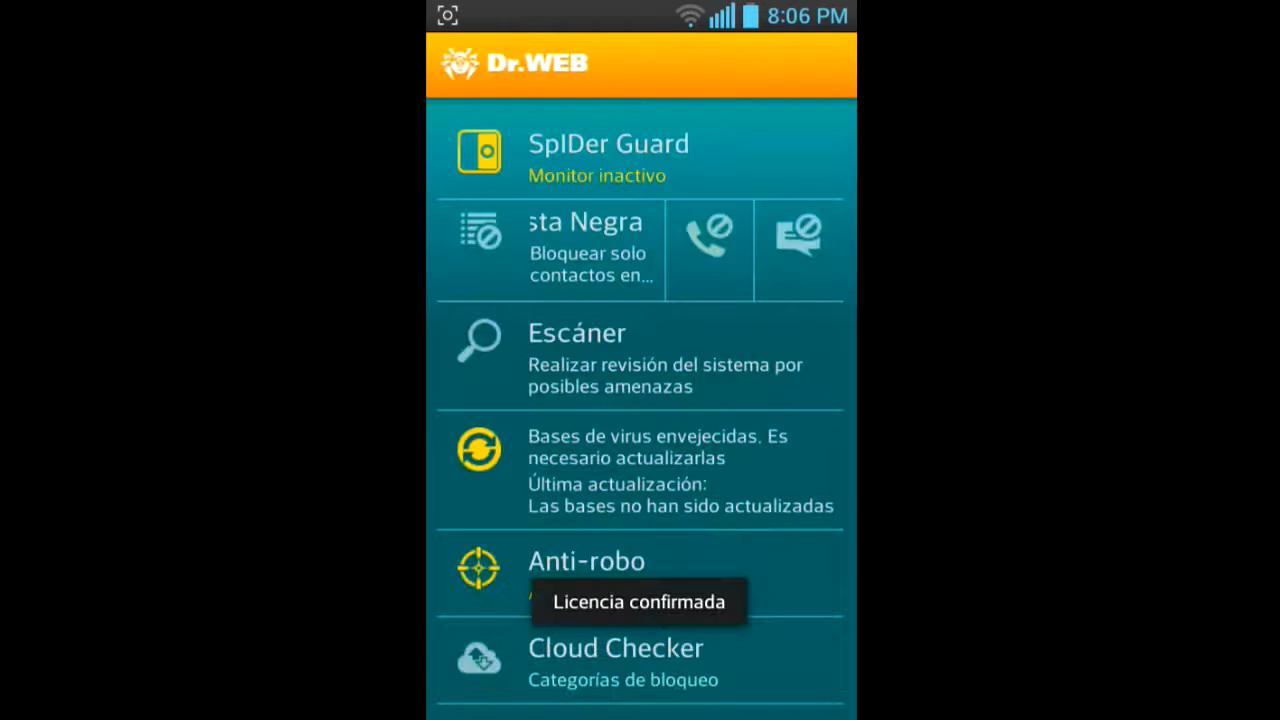 8:06 PM
Dr.WEB
SpIDer Guard
Monitor inactivo
sta Negra
Bloquear solo
contactos en...
Escáner
Realizar revisión del sistema por
posibles amenazas
Bases de virus envejecidas. Es
necesario actualizarlas
Última actualización:
Las bases no han sido actualizadas
Anti-robo
Licencia confirmada
Cloud Checker
Categorías de bloqueo